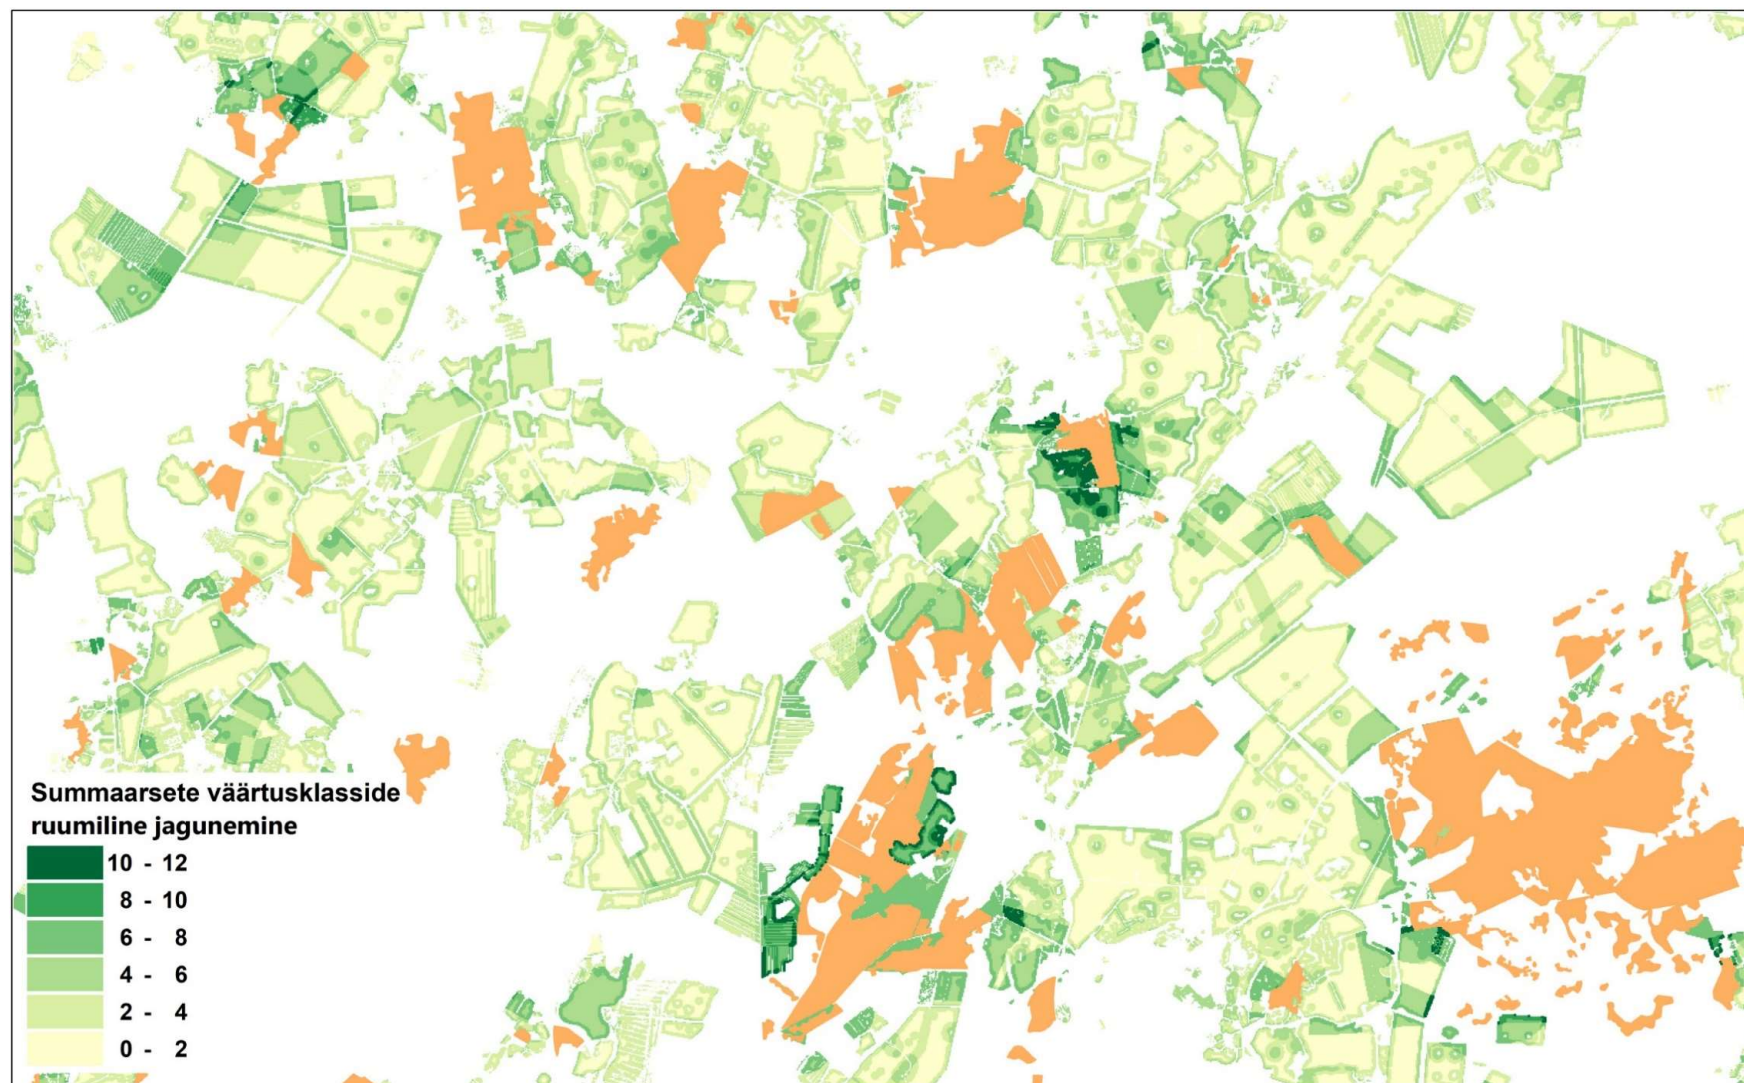 Summaarsete väärtusklasside
ruumiline jagunemine
10 - 12
8 - 10
6 - 8
4 - 6
2 - 4
0 - 2